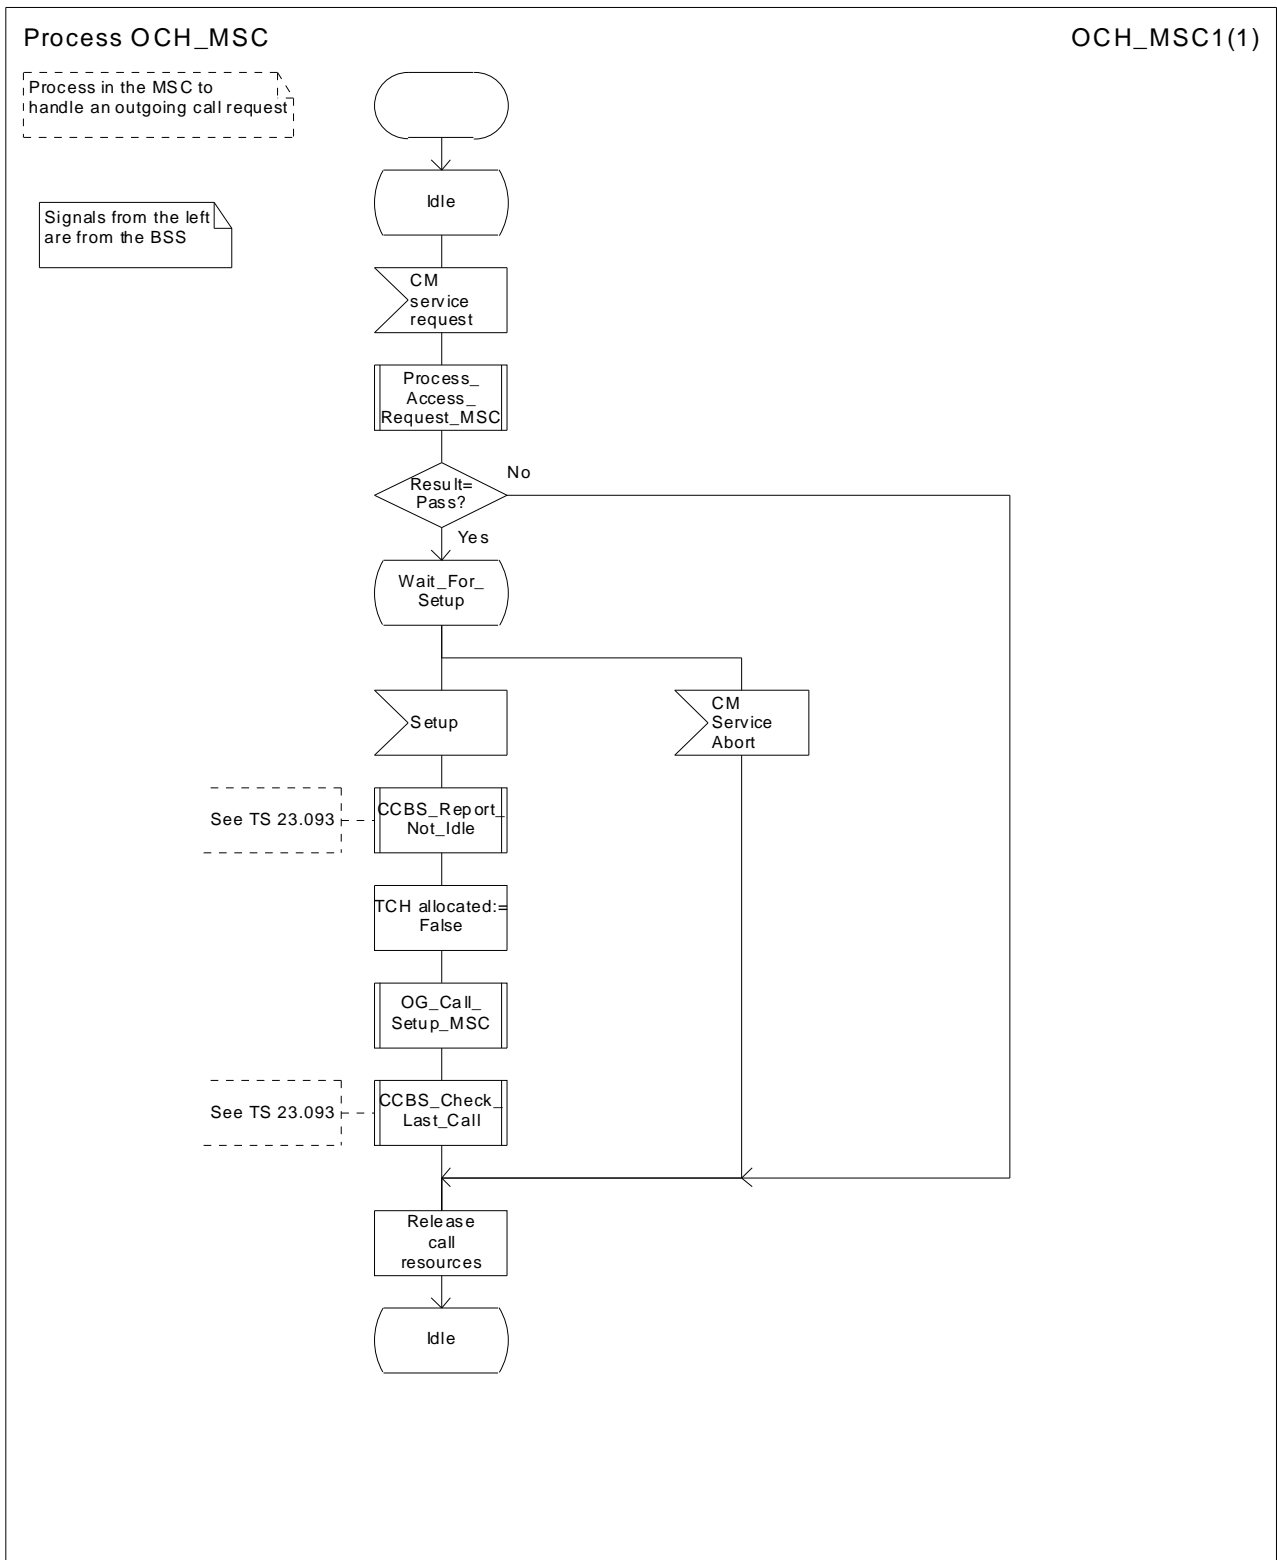 Process OCH_MSC
OCH_MSC1(1)
Process in the MSC to
handle an outgoing call request
Signals from the left
are from the BSS
Idle
CM
service
request
Process_
Access_
Request_MSC
Result=
Pass?
No
Yes
Wait_For_
Setup
Setup
CM
Service
Abort
See TS 23.093
CCBS_Report_
Not_Idle
TCH allocated:=
False
OG_Call_
Setup_MSC
See TS 23.093
CCBS_Check_
Last_Call
Release
call
resources
Idle